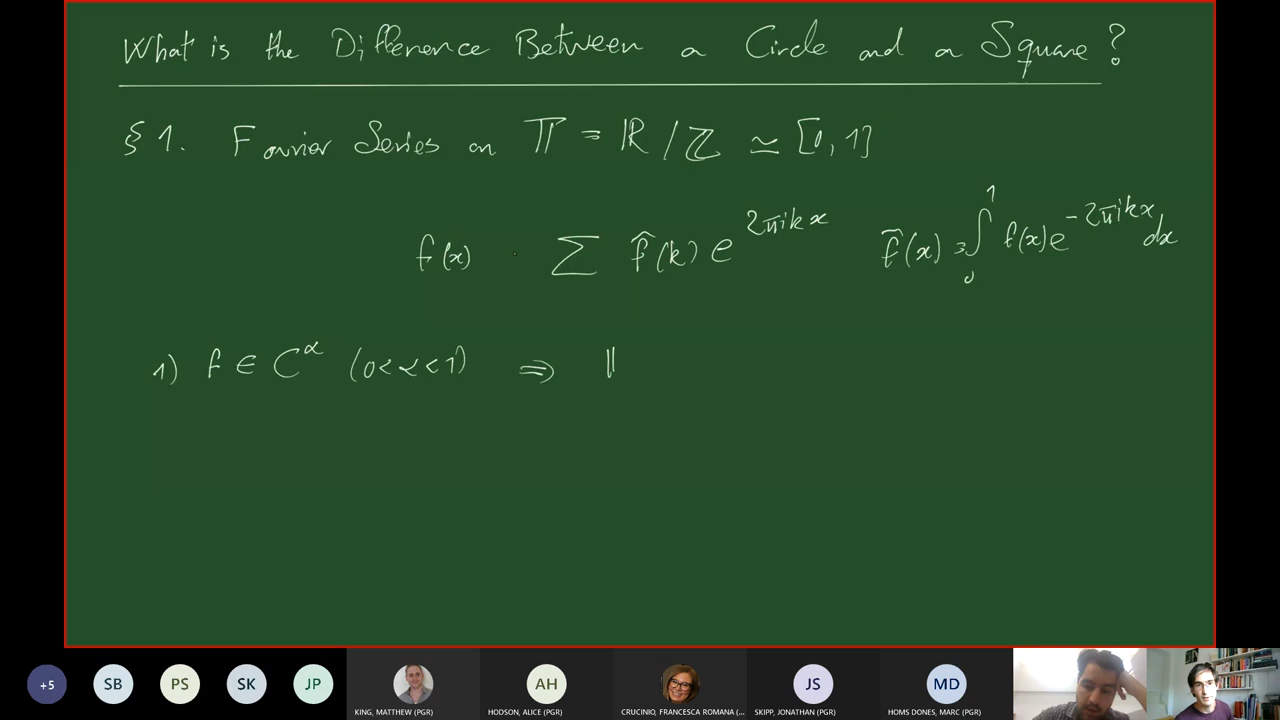 What is the Difference Between a Circle and a Square?
§1. Fourier Series on 𝕋 = ℝ/ℤ ≃ [0,1]
f(x) ∑ f̂(k) e^{2πikx} f̂(x) = ∫₀¹ f(x) e^{-2πikx} dx
1) f ∈ C^α (0<α<1) ⇒ ||
+5
SB
PS
SK
JP
KING, MATTHEW (PGR)
AH
HODSON, ALICE (PGR)
CRUCINIO, FRANCESCA ROMANA (...
JS
SKIPP, JONATHAN (PGR)
MD
HOMS DONES, MARC (PGR)